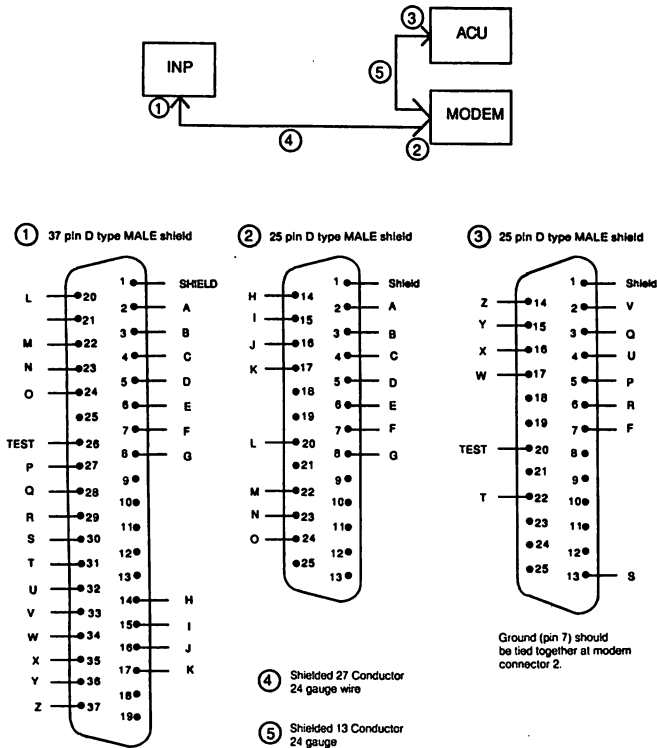 3
ACU
INP
5
1
MODEM
4
2
1 37 pin D type MALE shield
1 SHIELD
L 20
2 A
21
3 B
M 22
4 C
N 23
5 D
O 24
6 E
25
7 F
TEST 26
8 G
P 27
9
Q 28
10
R 29
11
S 30
12
T 31
13
U 32
14 H
V 33
15 I
W 34
16 J
X 35
17 K
Y 36
18
Z 37
19
2 25 pin D type MALE shield
1 Shield
H 14
2 A
I 15
3 B
J 16
4 C
K 17
5 D
18
6 E
19
7 F
L 20
8 G
21
9
M 22
10
N 23
11
O 24
12
25
13
3 25 pin D type MALE shield
1 Shield
Z 14
2 V
Y 15
3 Q
X 16
4 U
W 17
5 P
18
6 R
19
7 F
TEST 20
8
21
9
T 22
10
23
11
24
12
25
13 S
Ground (pin 7) should
be tied together at modem
connector 2.
4 Shielded 27 Conductor
24 gauge wire
5 Shielded 13 Conductor
24 gauge